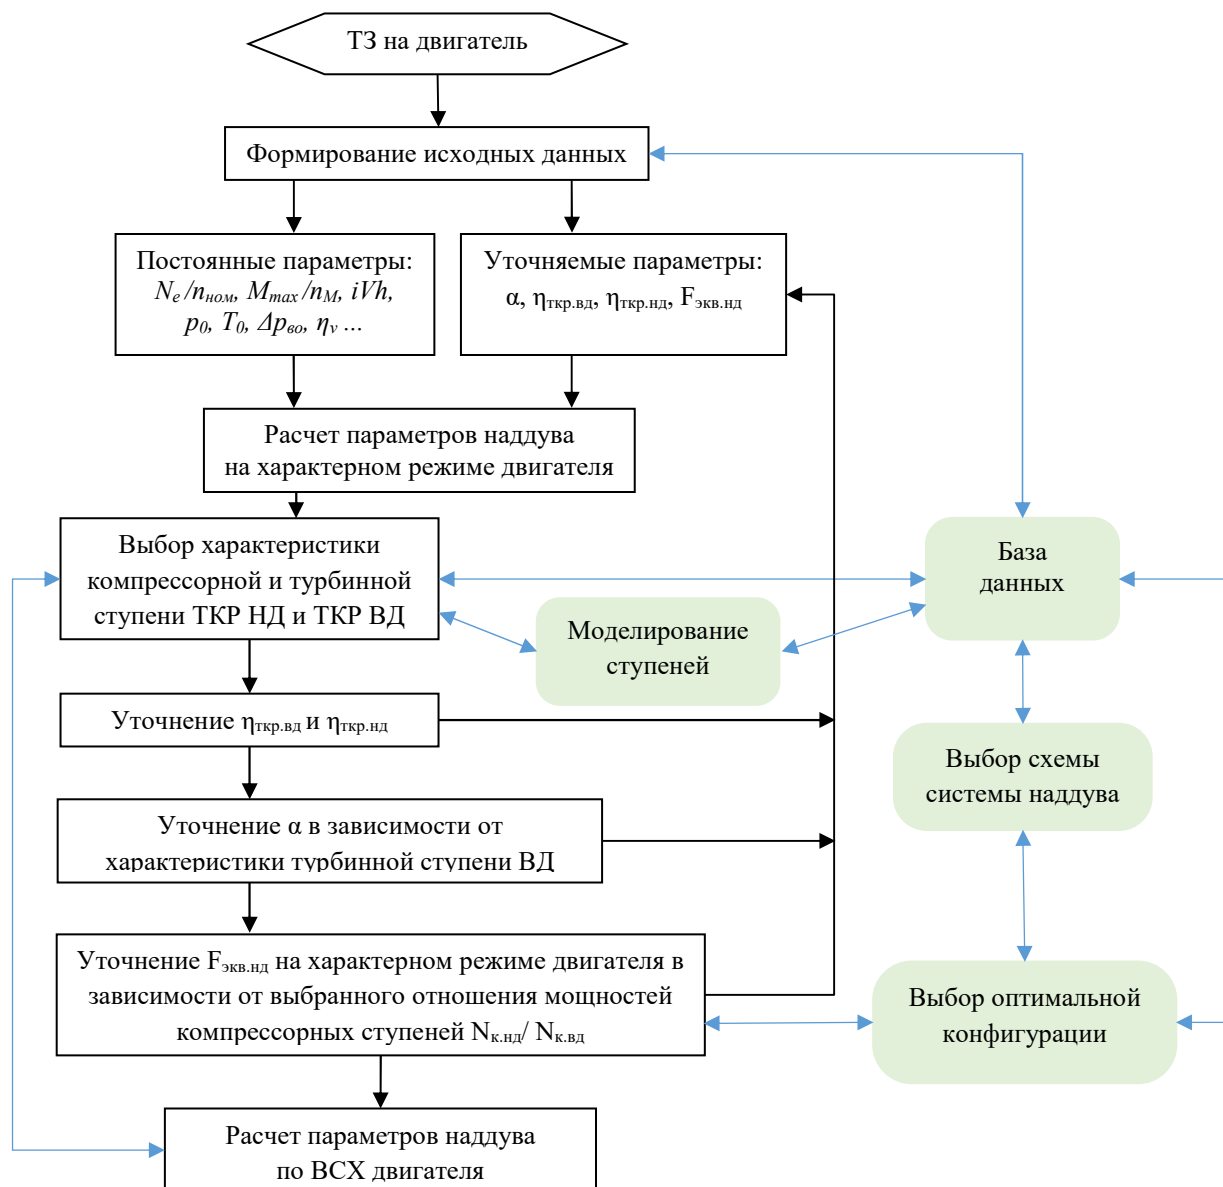 ТЗ на двигатель
Формирование исходных данных
Постоянные параметры:
Nₑ/nном, Mmax/nM, iVh,
p₀, T₀, Δpво, ηv ...
Уточняемые параметры:
α, ηткр.вд, ηткр.нд, Fэкв.нд
Расчет параметров наддува
на характерном режиме двигателя
Выбор характеристики
компрессорной и турбинной
ступени ТКР НД и ТКР ВД
База
данных
Моделирование
ступеней
Уточнение ηткр.вд и ηткр.нд
Выбор схемы
системы наддува
Уточнение α в зависимости от
характеристики турбинной ступени ВД
Уточнение Fэкв.нд на характерном режиме двигателя в
зависимости от выбранного отношения мощностей
компрессорных ступеней Nк.нд/ Nк.вд
Выбор оптимальной
конфигурации
Расчет параметров наддува
по ВСХ двигателя